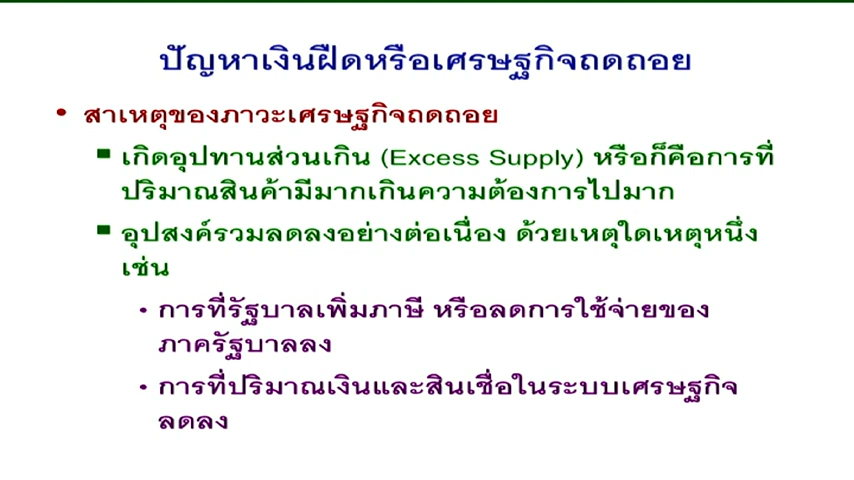 ปัญหาเงินฝืดหรือเศรษฐกิจถดถอย
• สาเหตุของภาวะเศรษฐกิจถดถอย
▪ เกิดอุปทานส่วนเกิน (Excess Supply) หรือก็คือการที่
ปริมาณสินค้ามีมากเกินความต้องการไปมาก
▪ อุปสงค์รวมลดลงอย่างต่อเนื่อง ด้วยเหตุใดเหตุหนึ่ง
เช่น
• การที่รัฐบาลเพิ่มภาษี หรือลดการใช้จ่ายของ
ภาครัฐบาลลง
• การที่ปริมาณเงินและสินเชื่อในระบบเศรษฐกิจ
ลดลง